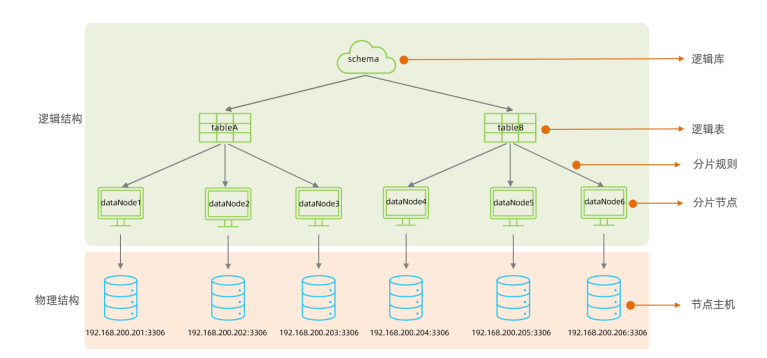 schema
逻辑库
逻辑结构
tableA
tableB
逻辑表
分片规则
dataNode1
dataNode2
dataNode3
dataNode4
dataNode5
dataNode6
分片节点
物理结构
节点主机
192.168.200.201:3306
192.168.200.202:3306
192.168.200.203:3306
192.168.200.204:3306
192.168.200.205:3306
192.168.200.206:3306